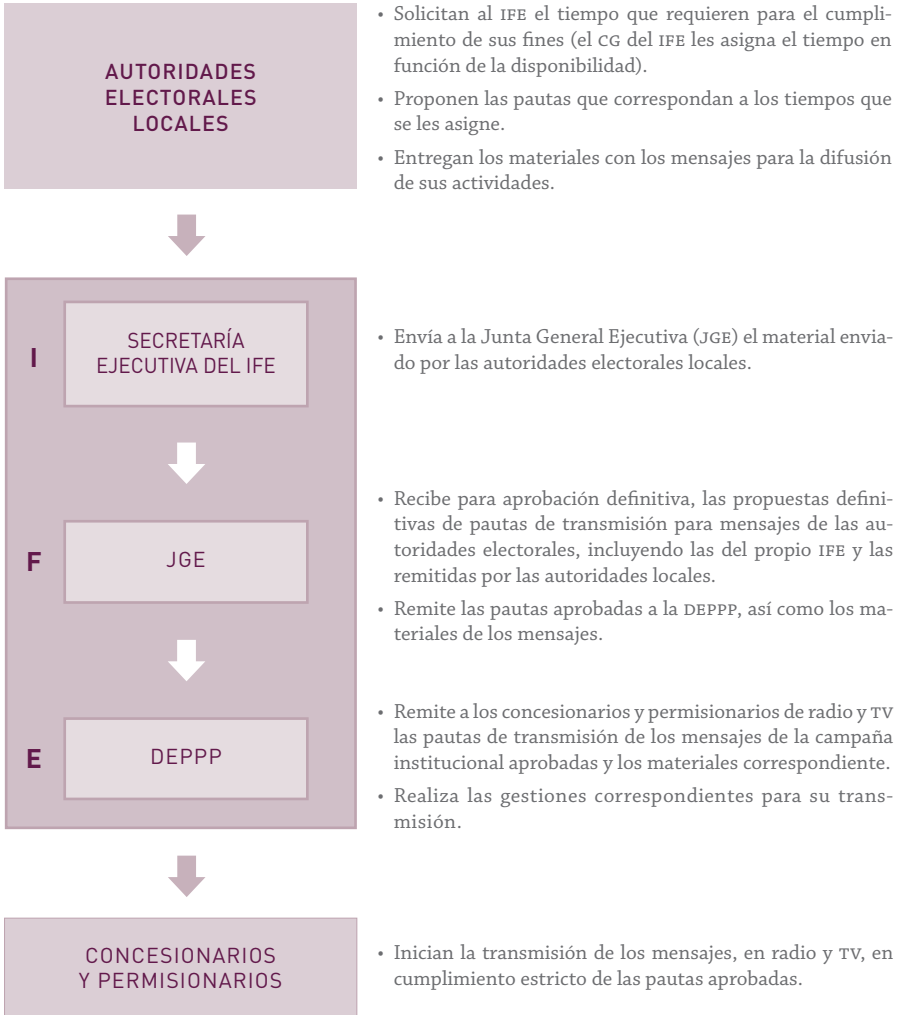 AUTORIDADES
ELECTORALES
LOCALES
• Solicitan al IFE el tiempo que requieren para el cumpli-
miento de sus fines (el CG del IFE les asigna el tiempo en
función de la disponibilidad).
• Proponen las pautas que correspondan a los tiempos que
se les asigne.
• Entregan los materiales con los mensajes para la difusión
de sus actividades.
I
SECRETARÍA
EJECUTIVA DEL IFE
• Envía a la Junta General Ejecutiva (JGE) el material envia-
do por las autoridades electorales locales.
F
JGE
• Recibe para aprobación definitiva, las propuestas defini-
tivas de pautas de transmisión para mensajes de las au-
toridades electorales, incluyendo las del propio IFE y las
remitidas por las autoridades locales.
• Remite las pautas aprobadas a la DEPPP, así como los ma-
teriales de los mensajes.
E
DEPPP
• Remite a los concesionarios y permisionarios de radio y TV
las pautas de transmisión de los mensajes de la campaña
institucional aprobadas y los materiales correspondiente.
• Realiza las gestiones correspondientes para su trans-
misión.
CONCESIONARIOS
Y PERMISIONARIOS
• Inician la transmisión de los mensajes, en radio y TV, en
cumplimiento estricto de las pautas aprobadas.